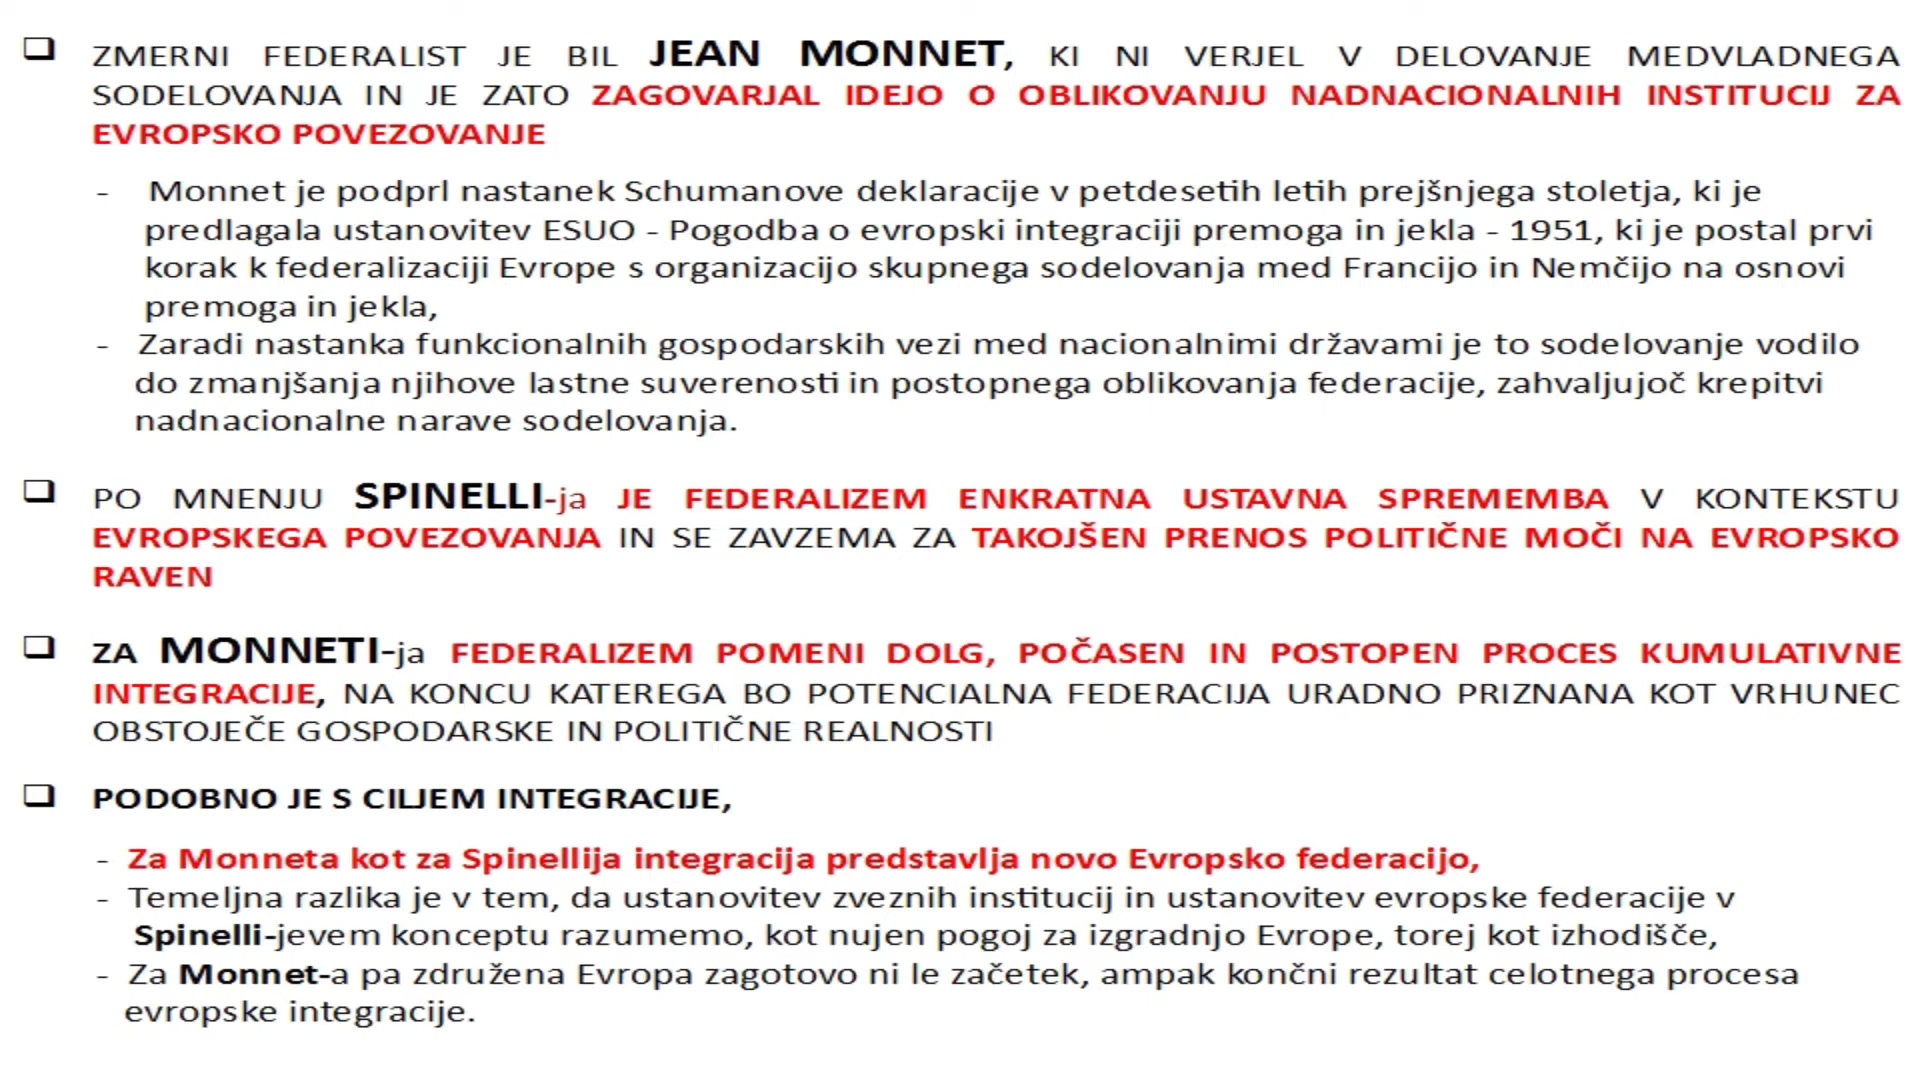 ZMERNI FEDERALIST JE BIL JEAN MONNET, KI NI VERJEL V DELOVANJE MEDVLADNEGA
SODELOVANJA IN JE ZATO ZAGOVARJAL IDEJO O OBLIKOVANJU NADNACIONALNIH INSTITUCIJ ZA
EVROPSKO POVEZOVANJE
- Monnet je podprl nastanek Schumanove deklaracije v petdesetih letih prejšnjega stoletja, ki je
predlagala ustanovitev ESUO - Pogodba o evropski integraciji premoga in jekla - 1951, ki je postal prvi
korak k federalizaciji Evrope s organizacijo skupnega sodelovanja med Francijo in Nemčijo na osnovi
premoga in jekla,
- Zaradi nastanka funkcionalnih gospodarskih vezi med nacionalnimi državami je to sodelovanje vodilo
do zmanjšanja njihove lastne suverenosti in postopnega oblikovanja federacije, zahvaljujoč krepitvi
nadnacionalne narave sodelovanja.
PO MNENJU SPINELLI-ja JE FEDERALIZEM ENKRATNA USTAVNA SPREMEMBA V KONTEKSTU
EVROPSKEGA POVEZOVANJA IN SE ZAVZEMA ZA TAKOJŠEN PRENOS POLITIČNE MOČI NA EVROPSKO
RAVEN
ZA MONNETI-ja FEDERALIZEM POMENI DOLG, POČASEN IN POSTOPEN PROCES KUMULATIVNE
INTEGRACIJE, NA KONCU KATEREGA BO POTENCIALNA FEDERACIJA URADNO PRIZNANA KOT VRHUNEC
OBSTOJEČE GOSPODARSKE IN POLITIČNE REALNOSTI
PODOBNO JE S CILJEM INTEGRACIJE,
- Za Monneta kot za Spinellija integracija predstavlja novo Evropsko federacijo,
- Temeljna razlika je v tem, da ustanovitev zveznih institucij in ustanovitev evropske federacije v
Spinelli-jevem konceptu razumemo, kot nujen pogoj za izgradnjo Evrope, torej kot izhodišče,
- Za Monnet-a pa združena Evropa zagotovo ni le začetek, ampak končni rezultat celotnega procesa
evropske integracije.